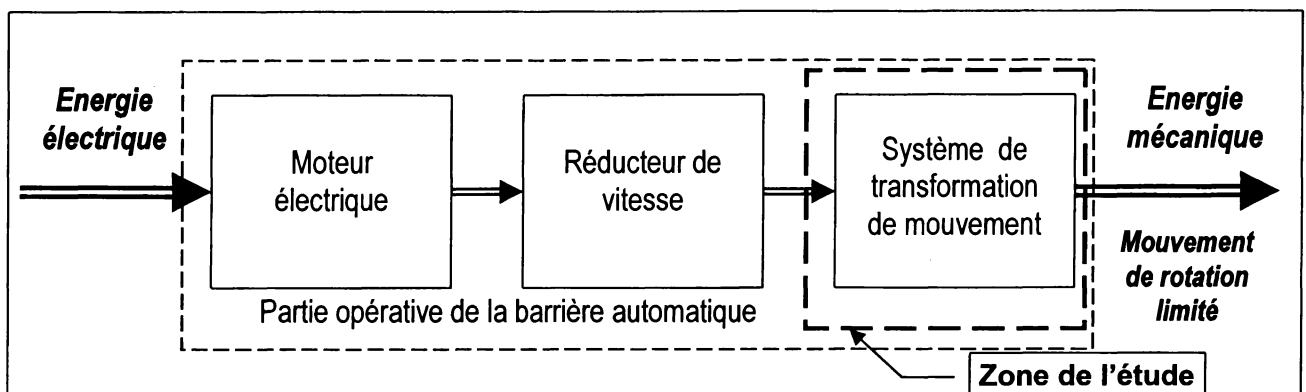 Energie
électrique
Moteur
électrique
Réducteur de
vitesse
Système de
transformation
de mouvement
Energie
mécanique
Mouvement
de rotation
limité
Partie opérative de la barrière automatique
Zone de l'étude